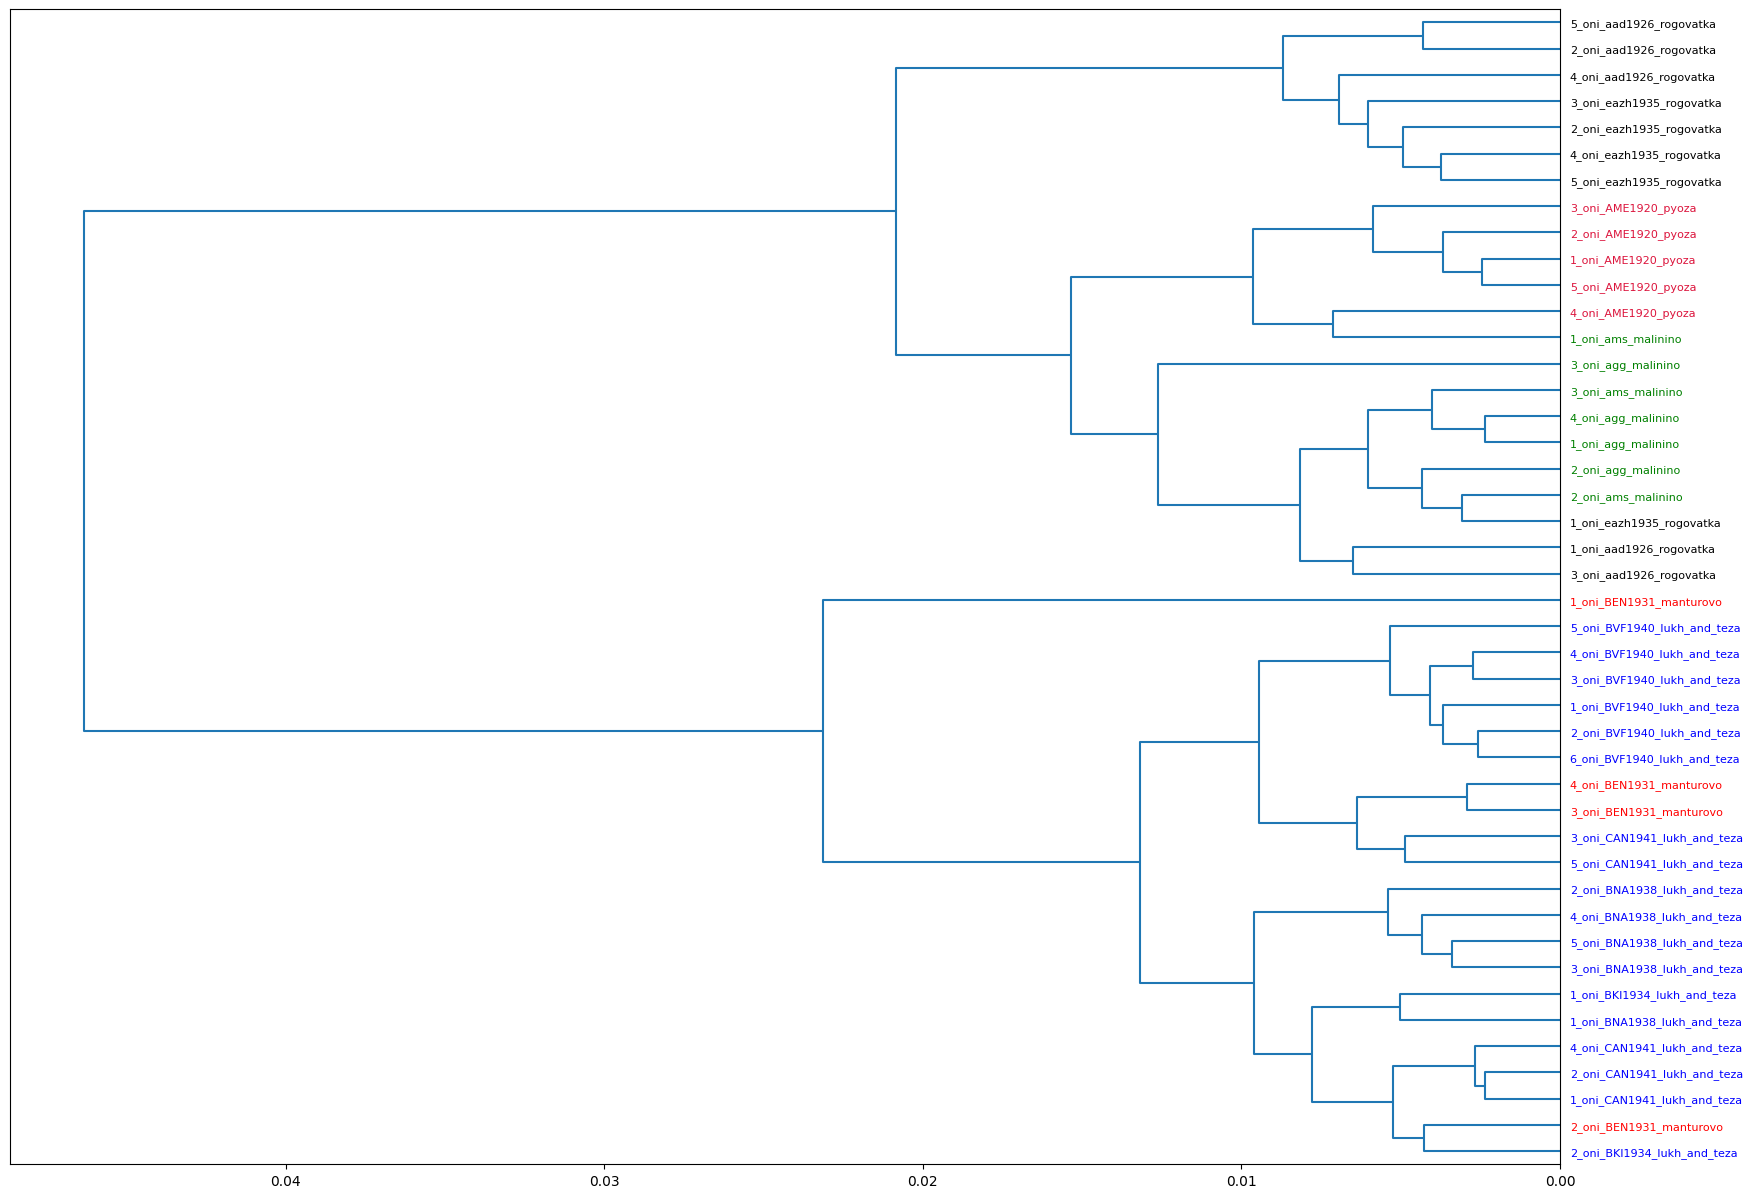 5_oni_aad1926_rogovatka
2_oni_aad1926_rogovatka
4_oni_aad1926_rogovatka
3_oni_eazh1935_rogovatka
2_oni_eazh1935_rogovatka
4_oni_eazh1935_rogovatka
5_oni_eazh1935_rogovatka
3_oni_AME1920_pyoza
2_oni_AME1920_pyoza
1_oni_AME1920_pyoza
5_oni_AME1920_pyoza
4_oni_AME1920_pyoza
1_oni_ams_malinino
3_oni_agg_malinino
3_oni_ams_malinino
4_oni_agg_malinino
1_oni_agg_malinino
2_oni_agg_malinino
2_oni_ams_malinino
1_oni_eazh1935_rogovatka
1_oni_aad1926_rogovatka
3_oni_aad1926_rogovatka
1_oni_BEN1931_manturovo
5_oni_BVF1940_lukh_and_teza
4_oni_BVF1940_lukh_and_teza
3_oni_BVF1940_lukh_and_teza
1_oni_BVF1940_lukh_and_teza
2_oni_BVF1940_lukh_and_teza
6_oni_BVF1940_lukh_and_teza
4_oni_BEN1931_manturovo
3_oni_BEN1931_manturovo
3_oni_CAN1941_lukh_and_teza
5_oni_CAN1941_lukh_and_teza
2_oni_BNA1938_lukh_and_teza
4_oni_BNA1938_lukh_and_teza
5_oni_BNA1938_lukh_and_teza
3_oni_BNA1938_lukh_and_teza
1_oni_BKI1934_lukh_and_teza
1_oni_BNA1938_lukh_and_teza
4_oni_CAN1941_lukh_and_teza
2_oni_CAN1941_lukh_and_teza
1_oni_CAN1941_lukh_and_teza
2_oni_BEN1931_manturovo
2_oni_BKI1934_lukh_and_teza
0.04 0.03 0.02 0.01 0.00